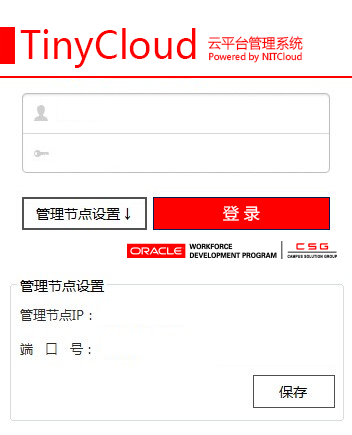 TinyCloud 云平台管理系统
Powered by NITCloud
管理节点设置↓
登 录
ORACLE WORKFORCE DEVELOPMENT PROGRAM
CSG
CAMPUS SOLUTION GROUP
管理节点设置
管理节点IP：
端 口 号：
保存